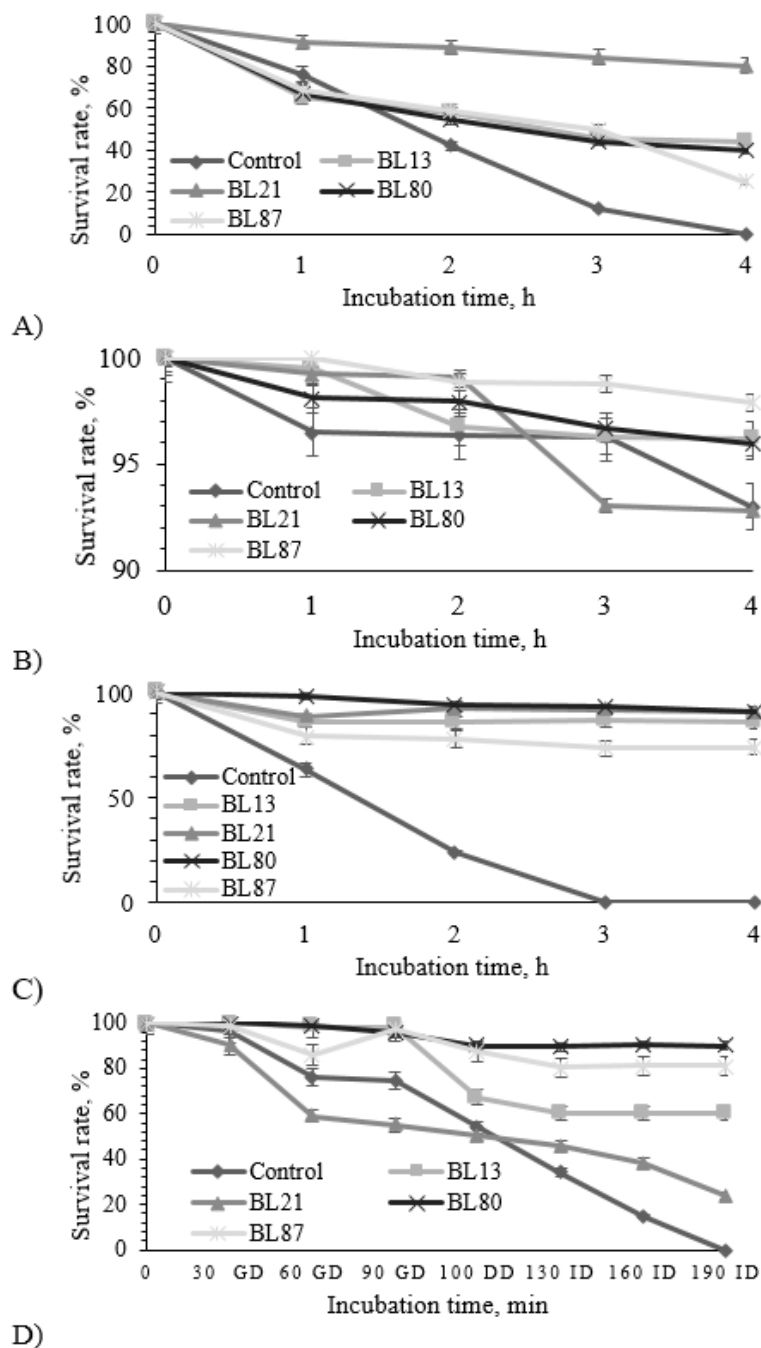 100
80
60
40
20
0
Survival rate, %
Control BL13
BL21 BL80
BL87
0 1 2 3 4
Incubation time, h
A)
100
95
90
Survival rate, %
Control BL13
BL21 BL80
BL87
0 1 2 3 4
Incubation time, h
B)
100
50
0
Survival rate, %
Control
BL13
BL21
BL80
BL87
0 1 2 3 4
Incubation time, h
C)
100
80
60
40
20
0
Survival rate, %
Control BL13
BL21 BL80
BL87
0 30 GD 60 GD 90 GD 100 DD 130 ID 160 ID 190 ID
Incubation time, min
D)